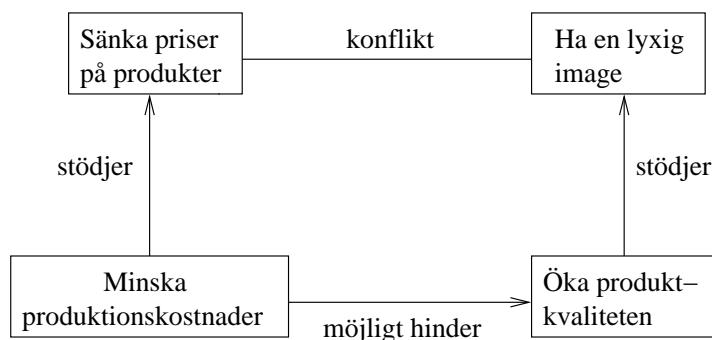 Sänka priser
på produkter
konflikt
Ha en lyxig
image
stödjer
stödjer
Minska
produktionskostnader
möjligt hinder
Öka produkt–
kvaliteten